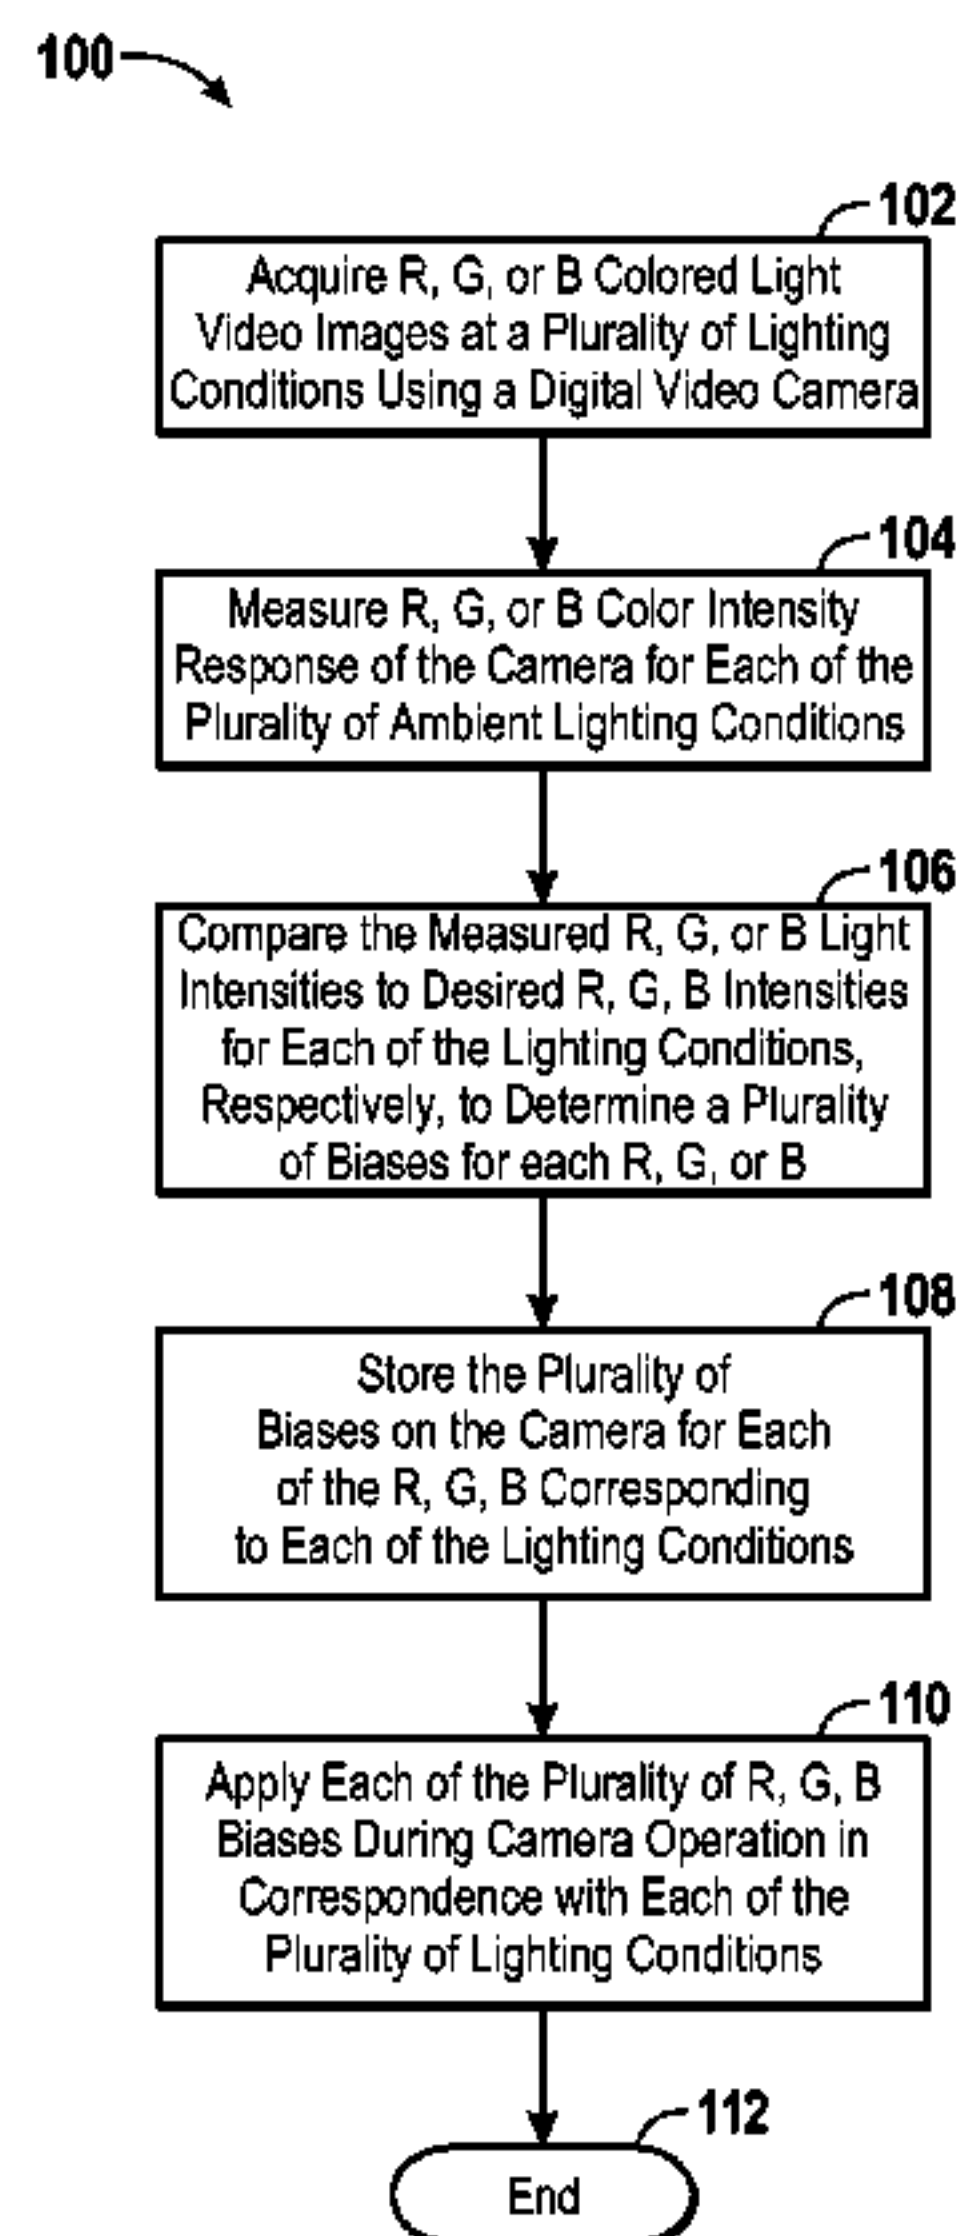 100
102
Acquire R, G, or B Colored Light
Video Images at a Plurality of Lighting
Conditions Using a Digital Video Camera
104
Measure R, G, or B Color Intensity
Response of the Camera for Each of the
Plurality of Ambient Lighting Conditions
106
Compare the Measured R, G, or B Light
Intensities to Desired R, G, B Intensities
for Each of the Lighting Conditions,
Respectively, to Determine a Plurality
of Biases for each R, G, or B
108
Store the Plurality of
Biases on the Camera for Each
of the R, G, B Corresponding
to Each of the Lighting Conditions
110
Apply Each of the Plurality of R, G, B
Biases During Camera Operation in
Correspondence with Each of the
Plurality of Lighting Conditions
112
End